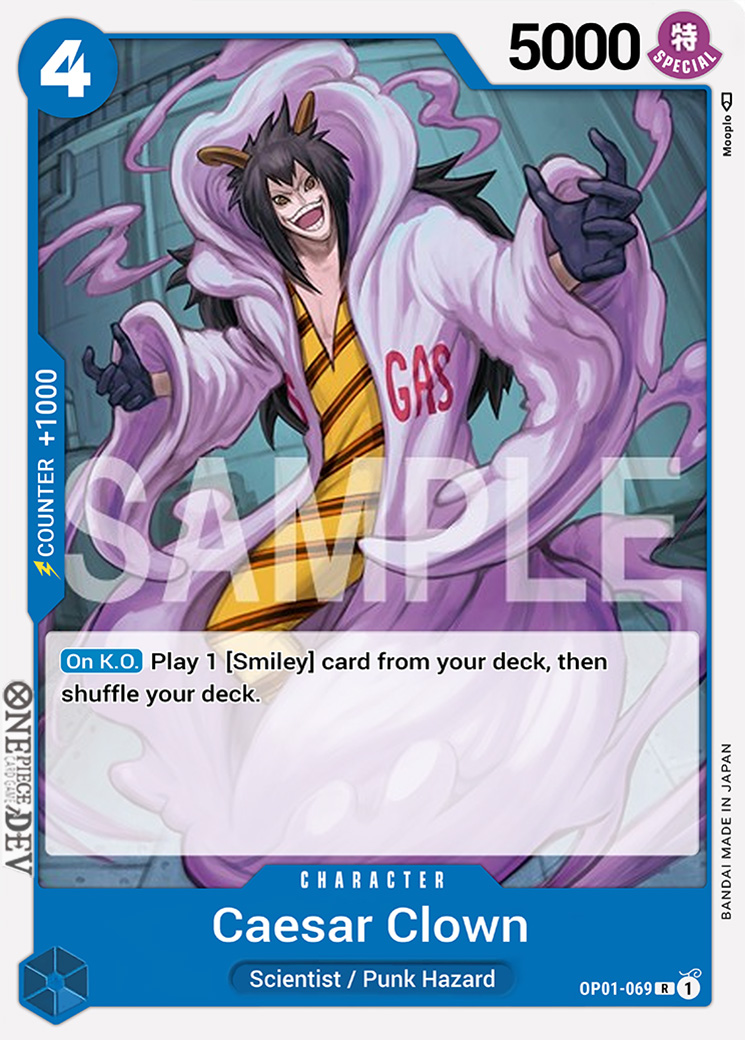 4
5000
特
SPECIAL
Mooplo
COUNTER +1000
GAS
SAMPLE
On K.O. Play 1 [Smiley] card from your deck, then
shuffle your deck.
ONE PIECE
CARD GAME
DEV
BANDAI MADE IN JAPAN
CHARACTER
Caesar Clown
Scientist / Punk Hazard
OP01-069 R 1